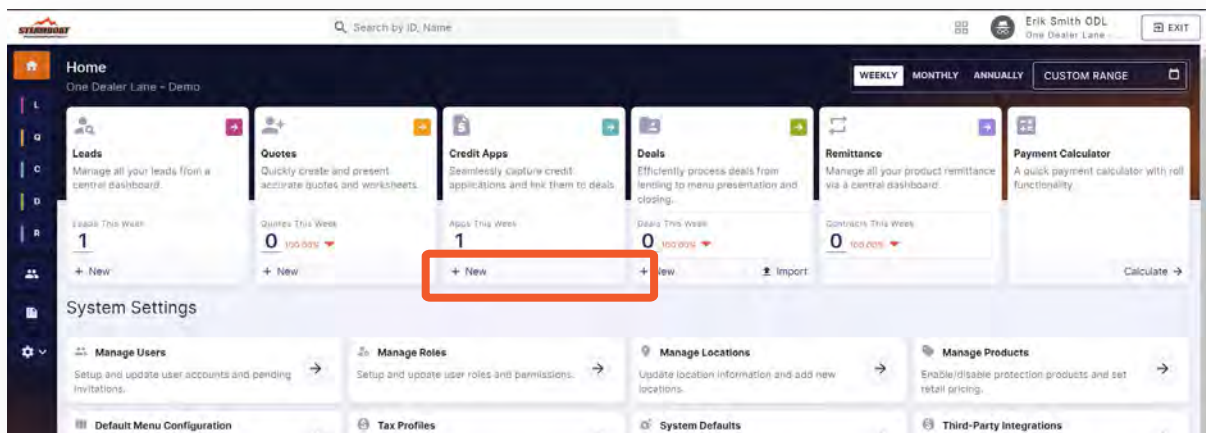 STEAMBOAT
Search by ID, Name
Erik Smith ODL
One Dealer Lane
EXIT
Home
One Dealer Lane - Demo
WEEKLY MONTHLY ANNUALLY CUSTOM RANGE
L
Q
C
D
R
Leads
Manage all your leads from a
central dashboard.
Leads This Week
1
+ New
Quotes
Quickly create and present
accurate quotes and worksheets.
Quotes This Week
0 100.00%
+ New
Credit Apps
Seamlessly capture credit
applications and link them to deals.
Apps This Week
1
+ New
Deals
Efficiently process deals from
lending to menu presentation and
closing.
Deals This Week
0 100.00%
+ New Import
Remittance
Manage all your product remittance
via a central dashboard.
Contracts This Week
0 100.00%
Payment Calculator
A quick payment calculator with roll
functionality.
Calculate →
System Settings
Manage Users
Setup and update user accounts and pending
invitations.
Manage Roles
Setup and update user roles and permissions.
Manage Locations
Update location information and add new
locations.
Manage Products
Enable/disable protection products and set
retail pricing.
Default Menu Configuration
Tax Profiles
System Defaults
Third-Party Integrations